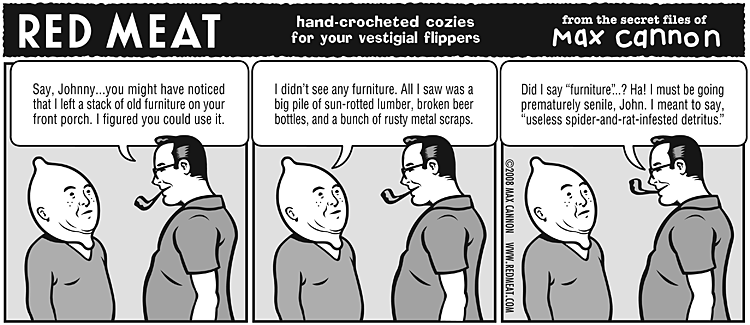 RED MEAT
hand-crocheted cozies
for your vestigial flippers
from the secret files of
max cannon
Say, Johnny...you might have noticed
that I left a stack of old furniture on your
front porch. I figured you could use it.
I didn't see any furniture. All I saw was a
big pile of sun-rotted lumber, broken beer
bottles, and a bunch of rusty metal scraps.
Did I say “furniture”..? Ha! I must be going
prematurely senile, John. I meant to say,
“useless spider-and-rat-infested detritus.”
©2008 MAX CANNON WWW.REDMEAT.COM